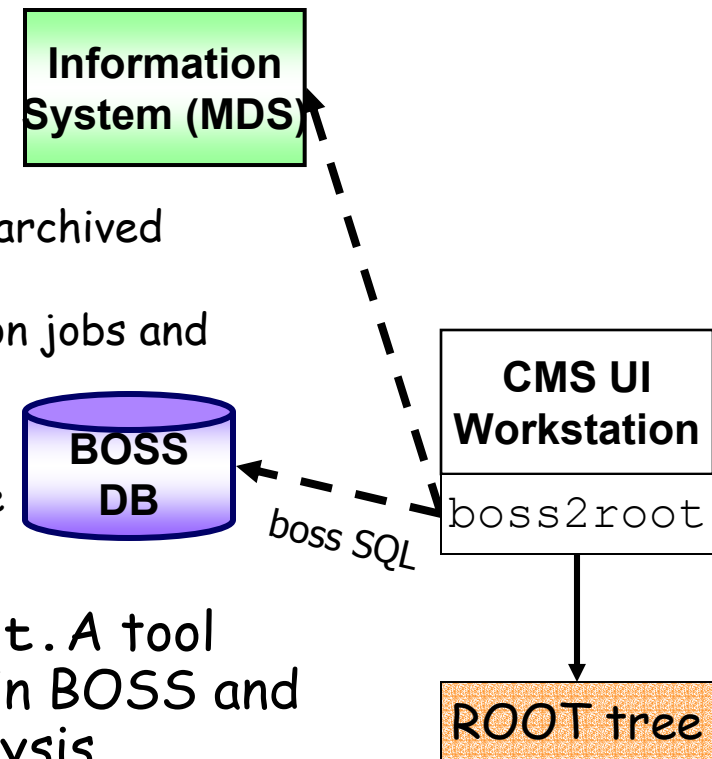 Information
System (MDS)
archived
on jobs and
CMS UI
Workstation
BOSS
DB
boss SQL
boss2root
t. A tool
n BOSS and
ysis
ROOT tree